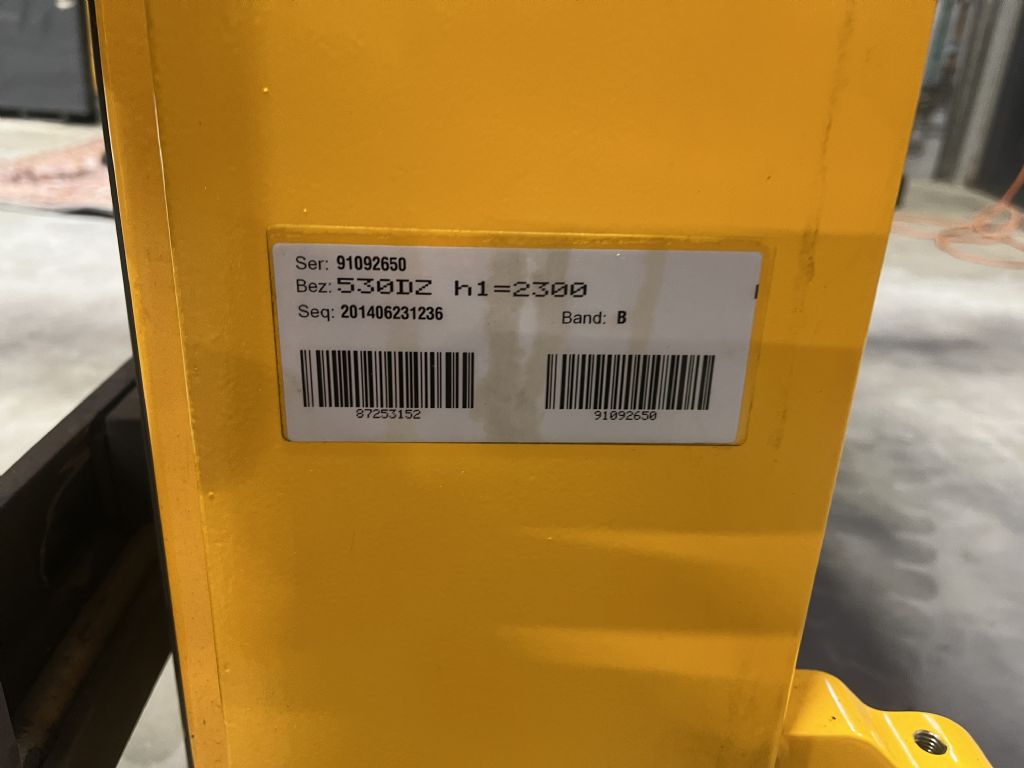 Ser: 91092650
Bez: 530DZ h1=2300
Seq: 201406231236 Band: B
87253152 91092650